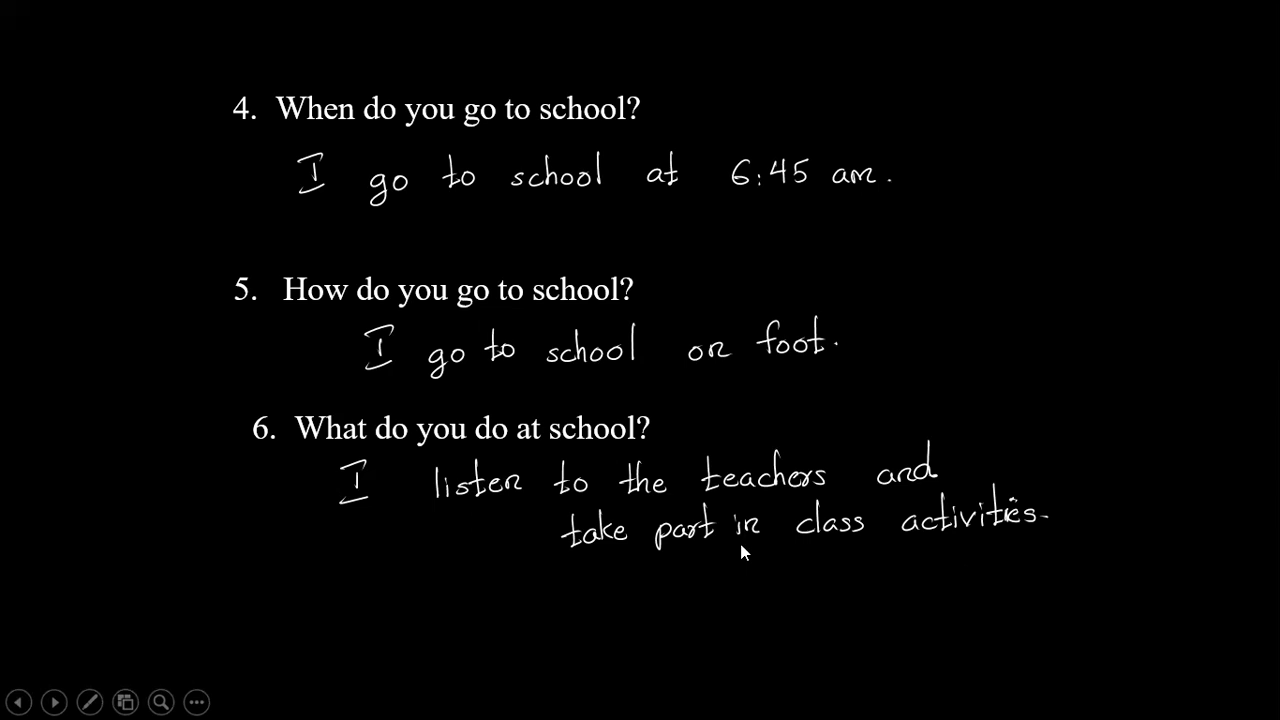 4. When do you go to school?
I go to school at 6:45 am.
5. How do you go to school?
I go to school on foot.
6. What do you do at school?
I listen to the teachers and
take part in class activities.